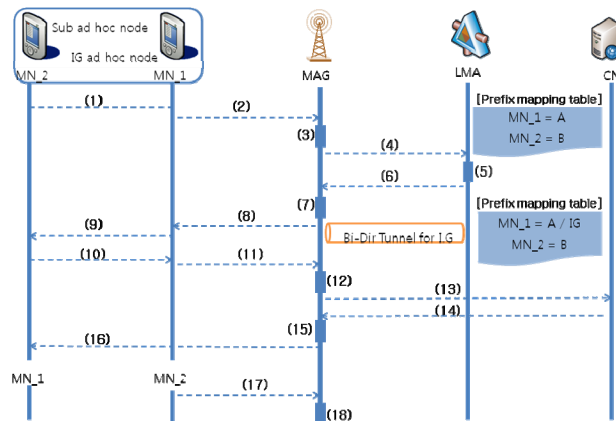 Sub ad hoc node
IG ad hoc node
MN_2
MN_1
MAG
LMA
CN
[Prefix mapping table]
MN_1 = A
MN_2 = B
(1)
(2)
(3)
(4)
(5)
(6)
(7)
[Prefix mapping table]
MN_1 = A / IG
MN_2 = B
(8)
(9)
Bi-Dir Tunnel for I.G
(10)
(11)
(12)
(13)
(14)
(15)
(16)
MN_1
MN_2
(17)
(18)